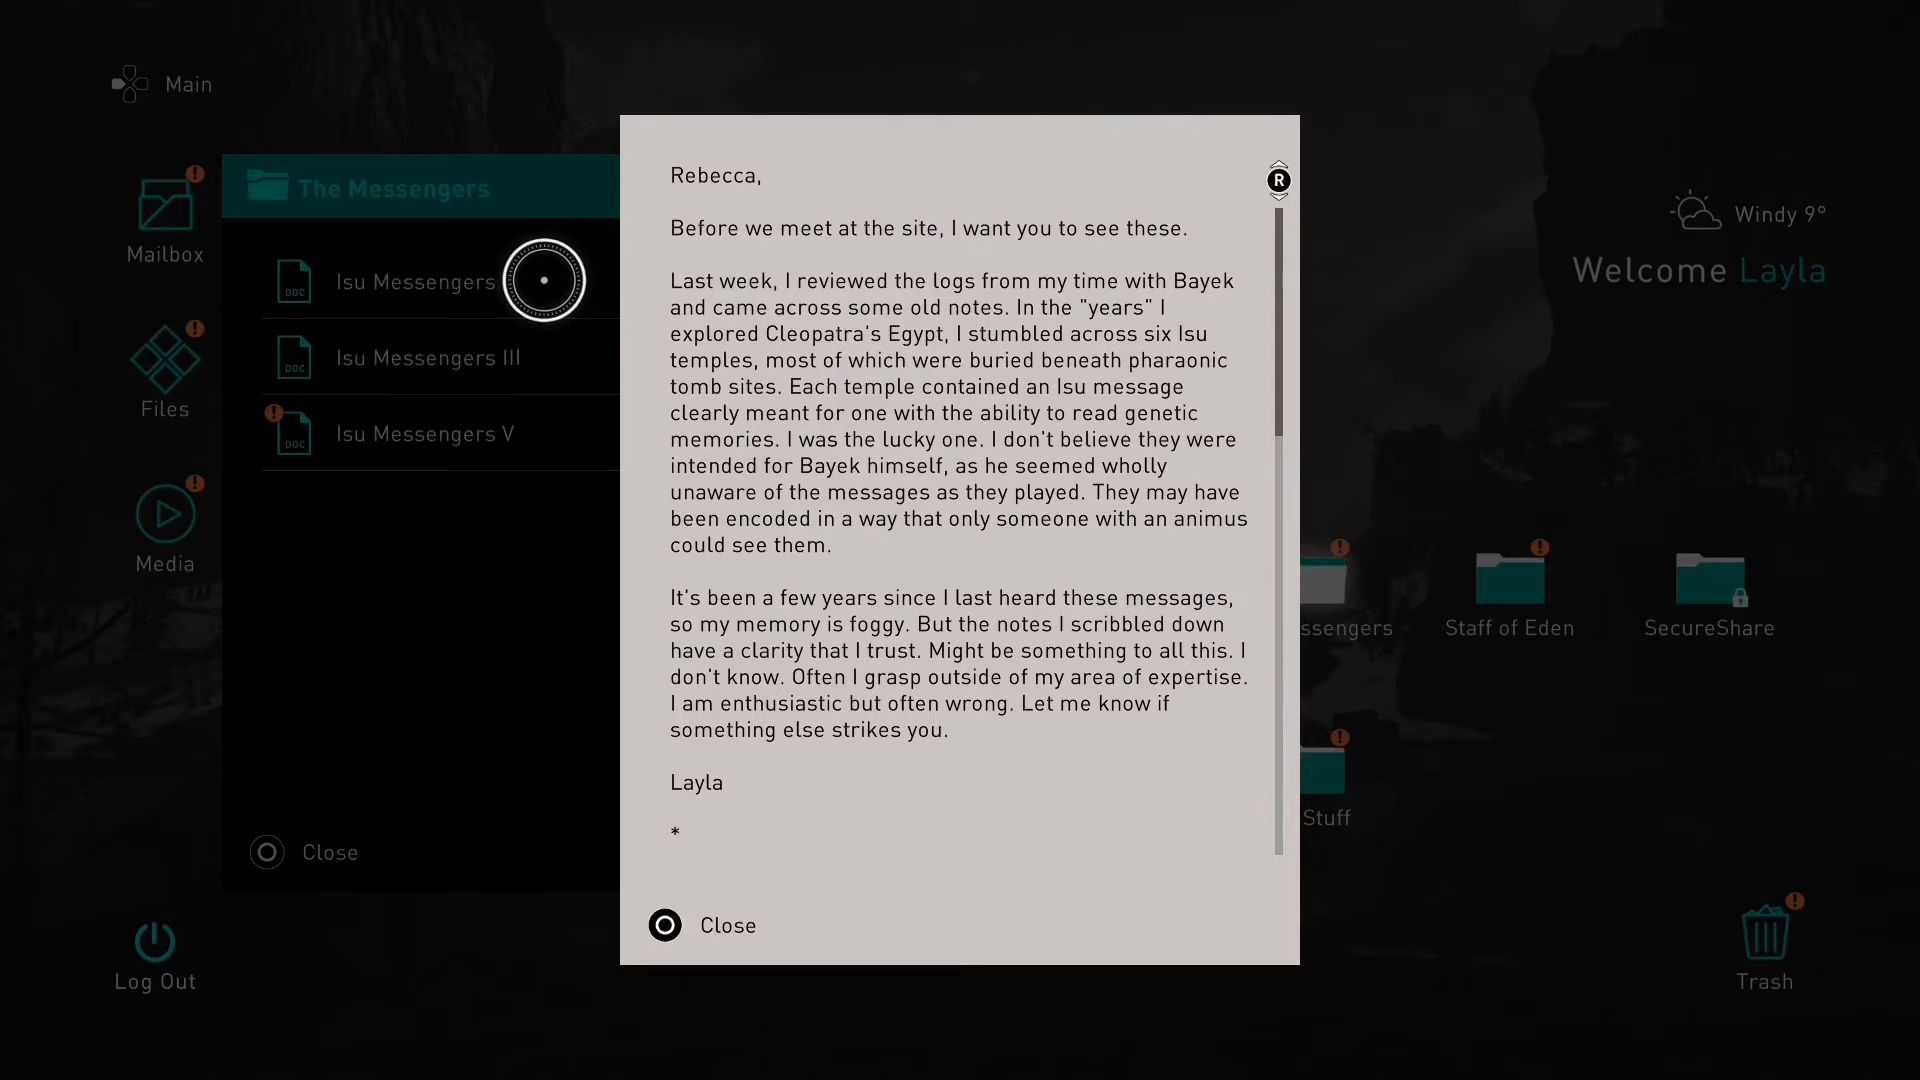 Main
The Messengers
Mailbox
Isu Messengers
DOC
Isu Messengers III
DOC
Files
Isu Messengers V
DOC
Media
Close
Log Out
Rebecca,
Before we meet at the site, I want you to see these.
Last week, I reviewed the logs from my time with Bayek
and came across some old notes. In the "years" I
explored Cleopatra's Egypt, I stumbled across six Isu
temples, most of which were buried beneath pharaonic
tomb sites. Each temple contained an Isu message
clearly meant for one with the ability to read genetic
memories. I was the lucky one. I don't believe they were
intended for Bayek himself, as he seemed wholly
unaware of the messages as they played. They may have
been encoded in a way that only someone with an animus
could see them.
It's been a few years since I last heard these messages,
so my memory is foggy. But the notes I scribbled down
have a clarity that I trust. Might be something to all this. I
don't know. Often I grasp outside of my area of expertise.
I am enthusiastic but often wrong. Let me know if
something else strikes you.
Layla
*
R
Close
Windy 9°
Welcome Layla
ssengers
Staff of Eden
SecureShare
Stuff
Trash